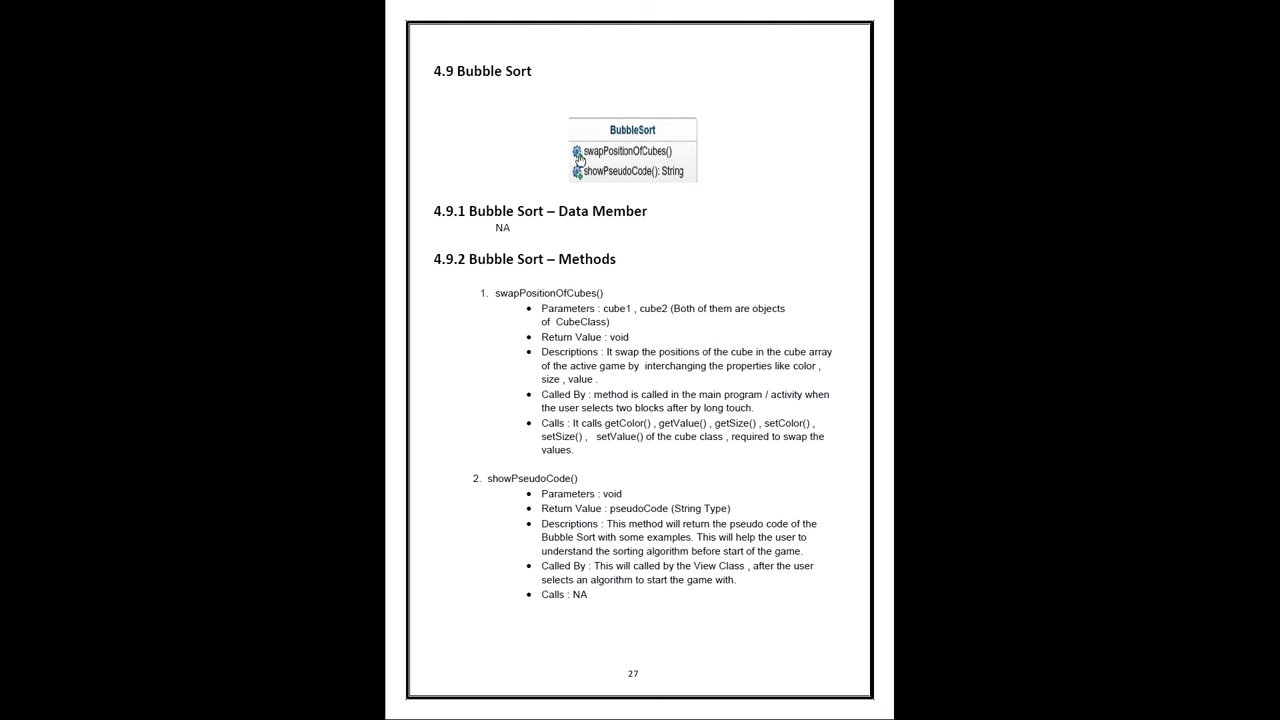 4.9 Bubble Sort
BubbleSort
swapPositionOfCubes()
showPseudoCode(): String
4.9.1 Bubble Sort – Data Member
NA
4.9.2 Bubble Sort – Methods
1. swapPositionOfCubes()
• Parameters : cube1 , cube2 (Both of them are objects
of CubeClass)
• Return Value : void
• Descriptions : It swap the positions of the cube in the cube array
of the active game by interchanging the properties like color ,
size , value .
• Called By : method is called in the main program / activity when
the user selects two blocks after by long touch.
• Calls : It calls getColor() , getValue() , getSize() , setColor() ,
setSize() , setValue() of the cube class , required to swap the
values.
2. showPseudoCode()
• Parameters : void
• Return Value : pseudoCode (String Type)
• Descriptions : This method will return the pseudo code of the
Bubble Sort with some examples. This will help the user to
understand the sorting algorithm before start of the game.
• Called By : This will called by the View Class , after the user
selects an algorithm to start the game with.
• Calls : NA
27